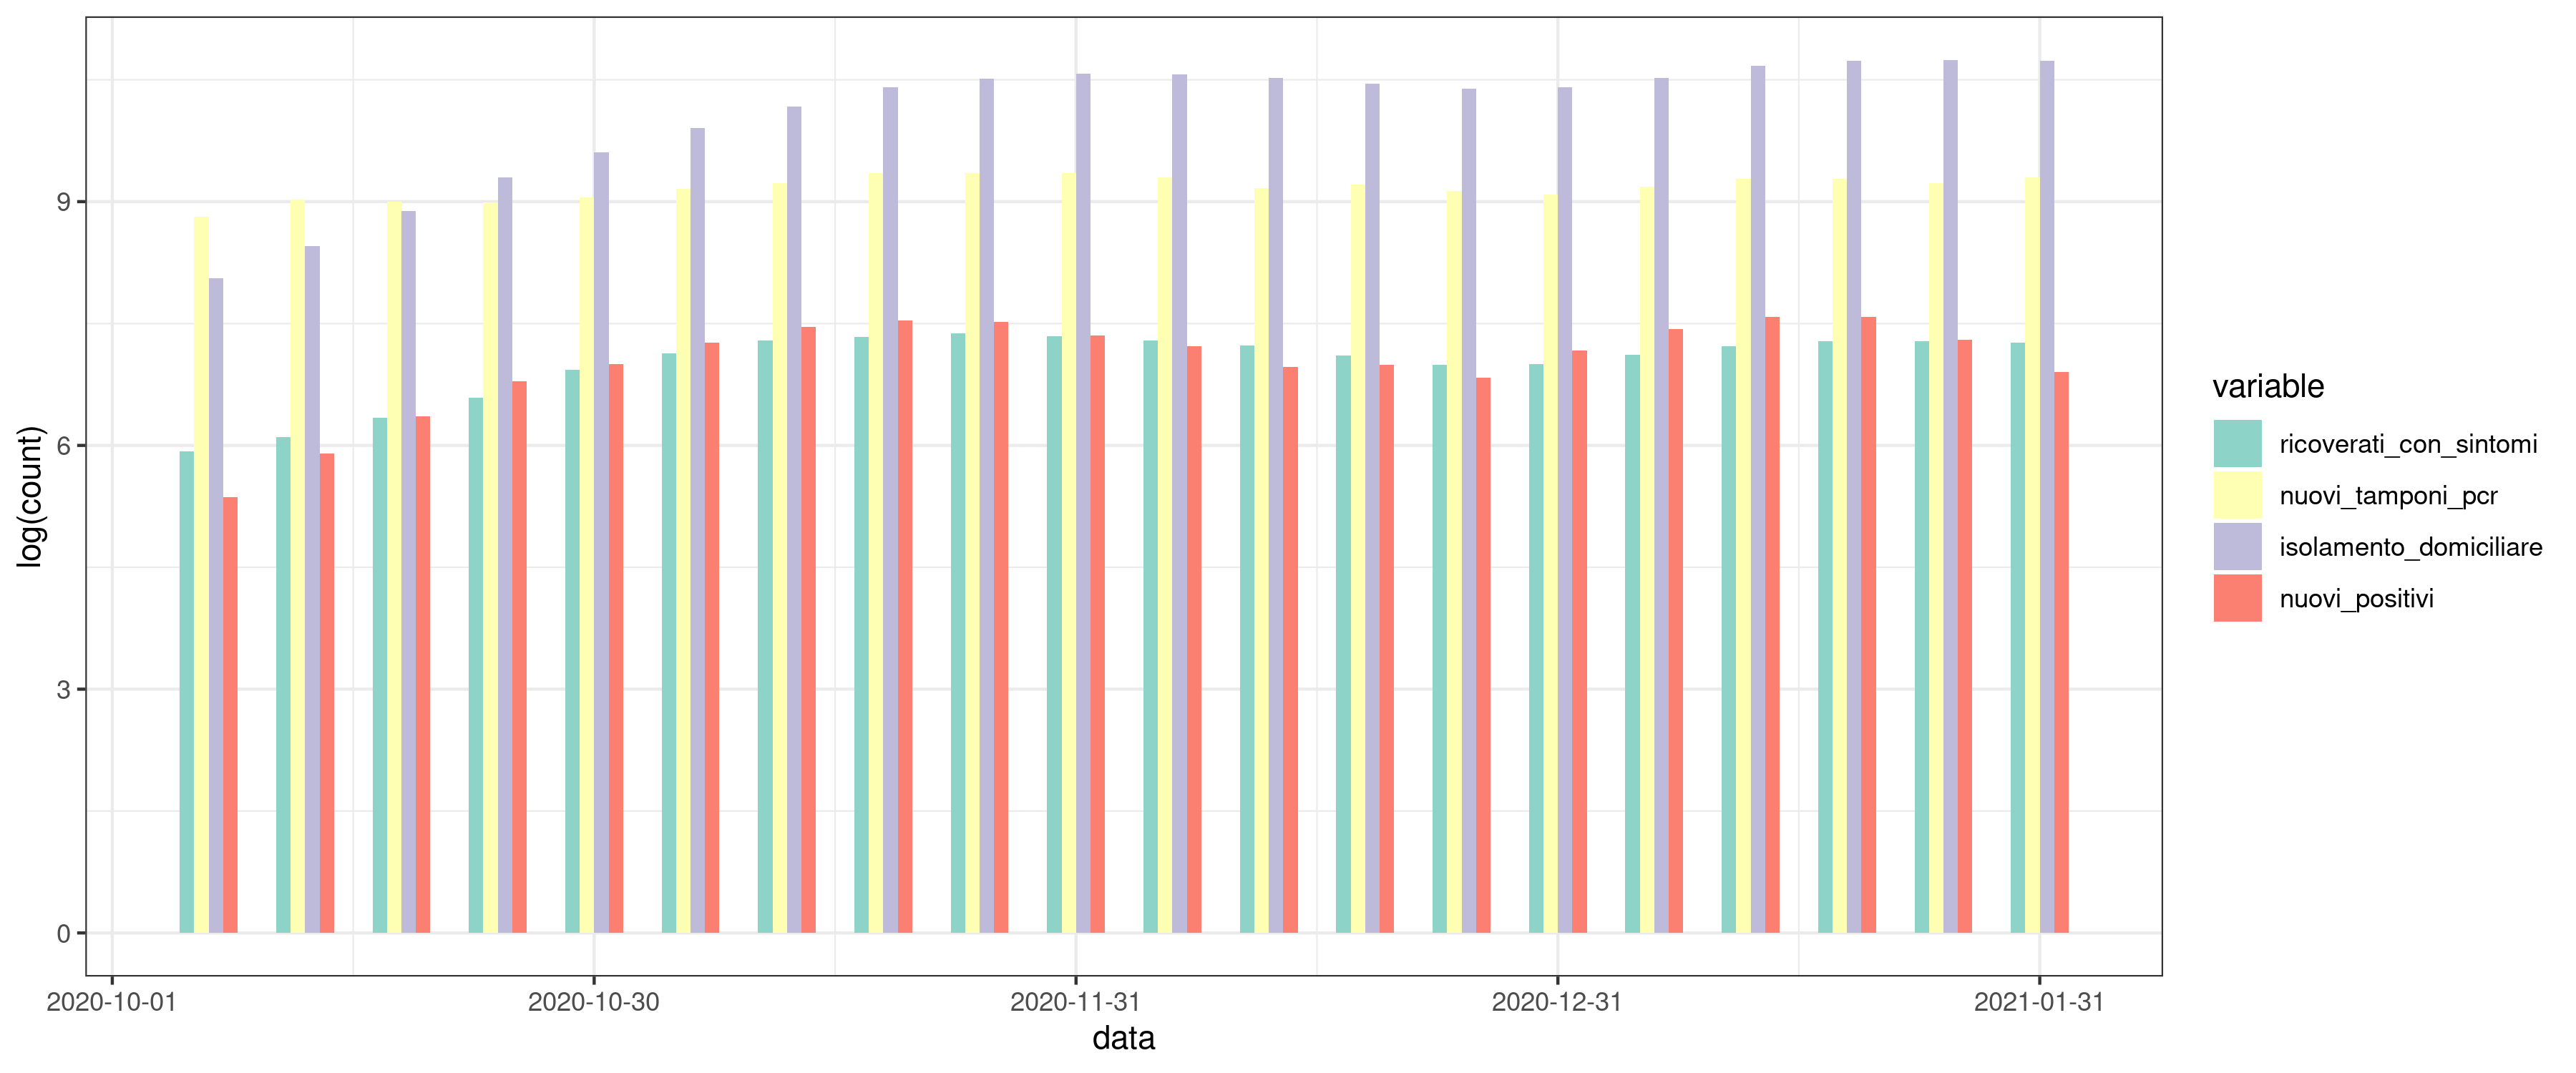 log(count)
9
6
3
0
2020-10-01
2020-10-30
2020-11-31
2020-12-31
2021-01-31
data
variable
ricoverati_con_sintomi
nuovi_tamponi_pcr
isolamento_domiciliare
nuovi_positivi